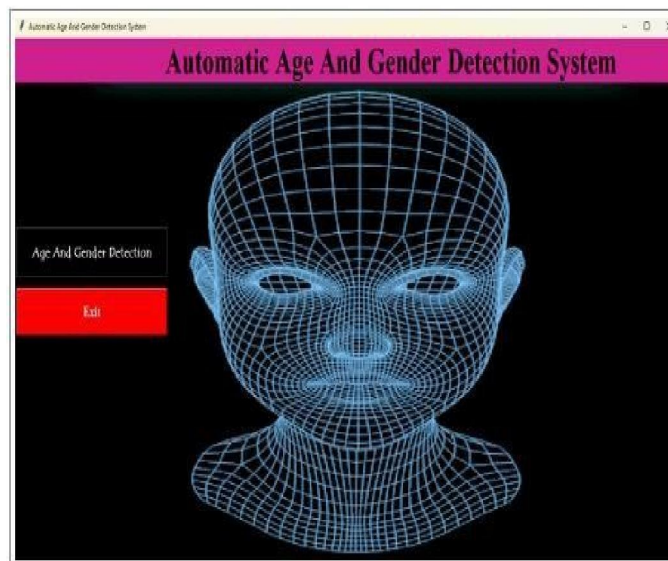 Automatic Age And Gender Detection System
Automatic Age And Gender Detection System
Age And Gender Detection
Exit